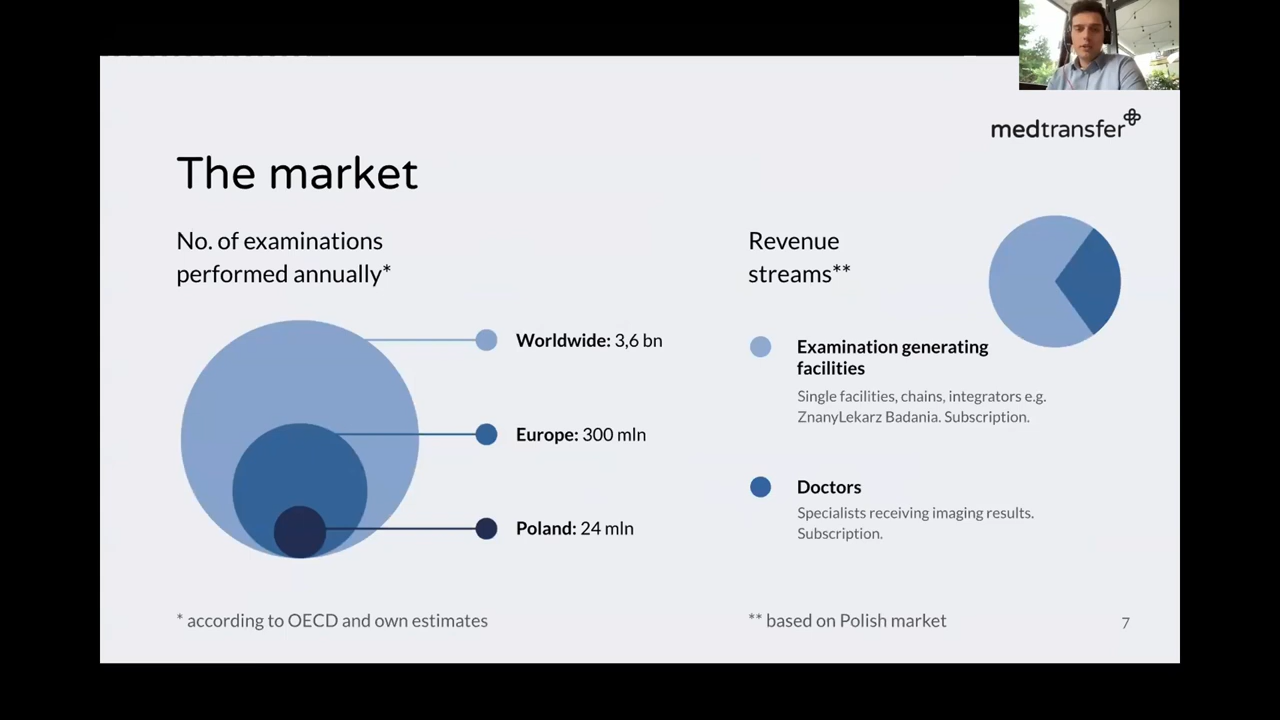 medtransfer
The market
No. of examinations
performed annually*
Worldwide: 3,6 bn
Europe: 300 mln
Poland: 24 mln
* according to OECD and own estimates
Revenue
streams**
Examination generating
facilities
Single facilities, chains, integrators e.g.
ZnanyLekarz Badania. Subscription.
Doctors
Specialists receiving imaging results.
Subscription.
** based on Polish market
7